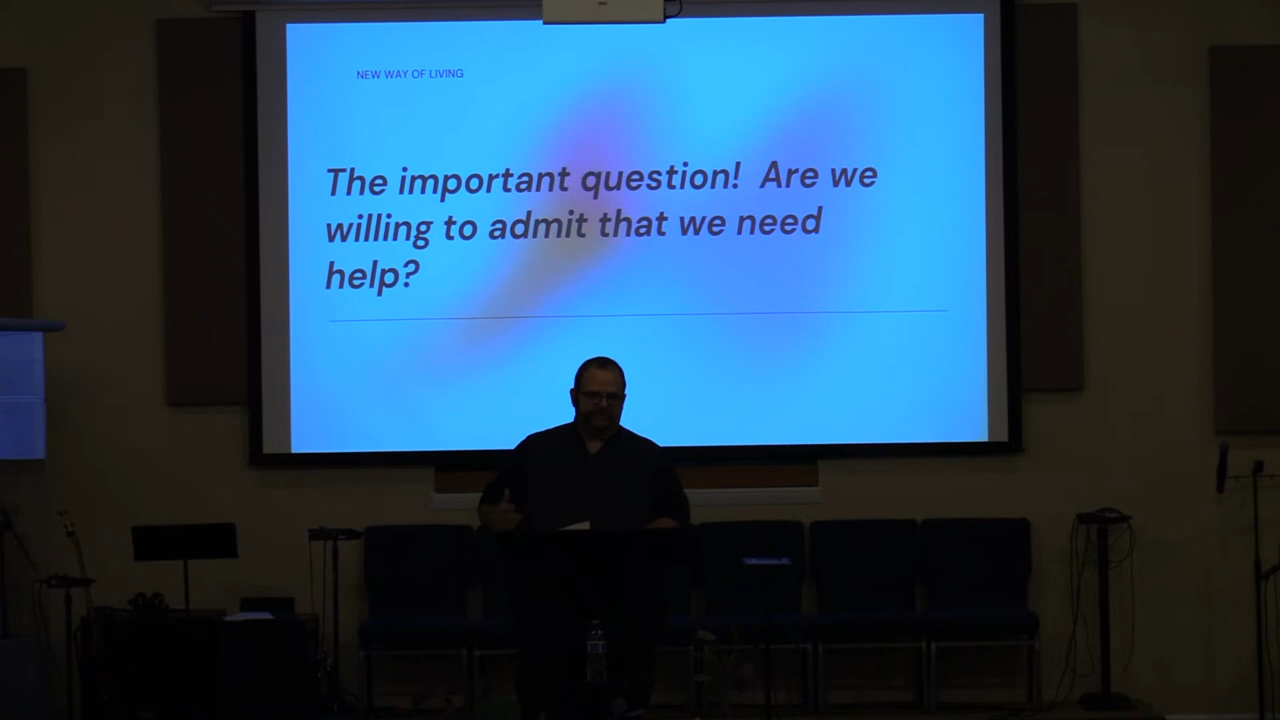 NEW WAY OF LIVING
The important question! Are we
willing to admit that we need
help?